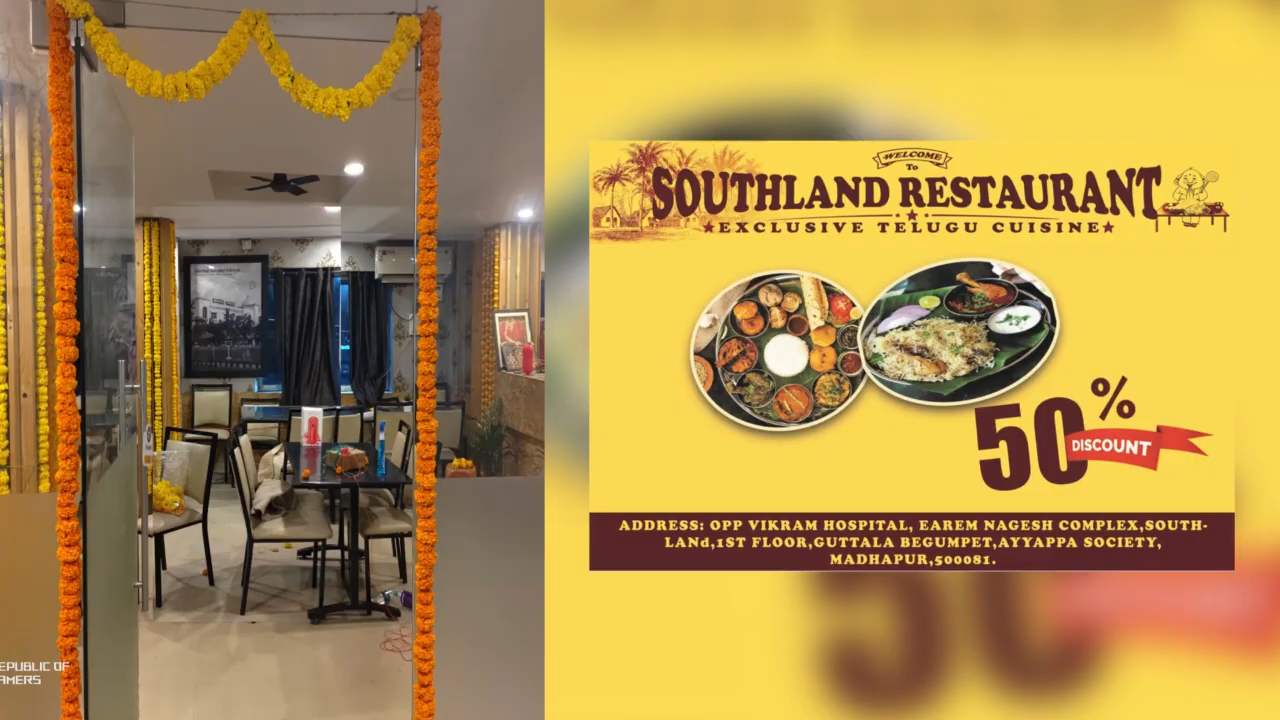 EPUBLIC OF
AMERS
WELCOME
To
SOUTHLAND RESTAURANT
★EXCLUSIVE TELUGU CUISINE★
50%
DISCOUNT
ADDRESS: OPP VIKRAM HOSPITAL, EAREM NAGESH COMPLEX,SOUTH-
LANd,1ST FLOOR,GUTTALA BEGUMPET,AYYAPPA SOCIETY,
MADHAPUR,500081.